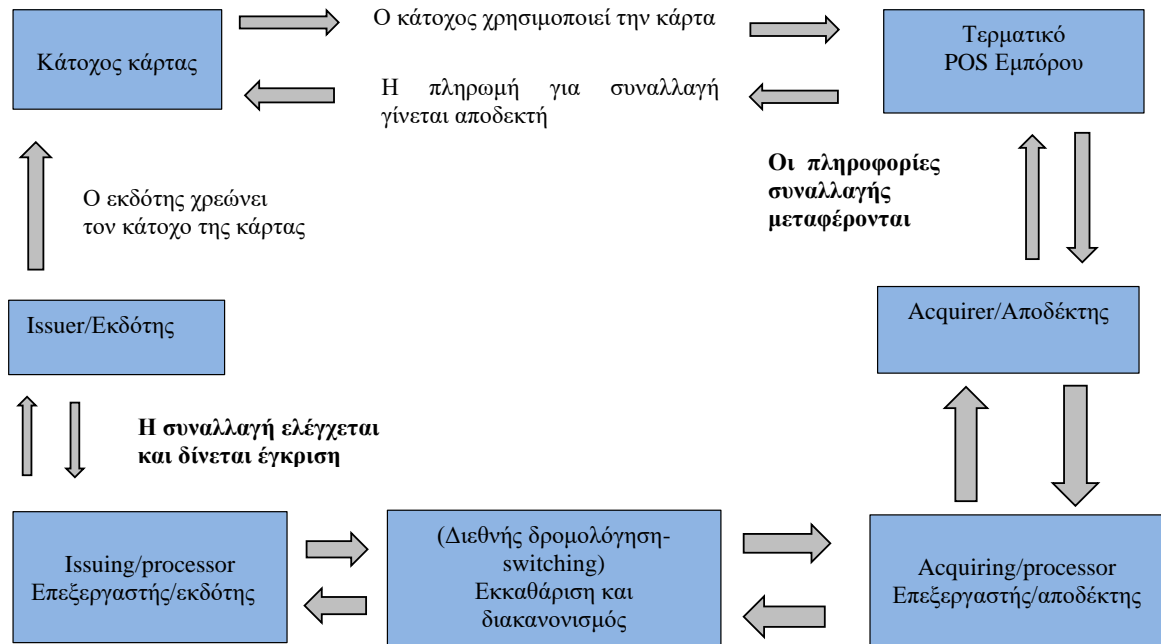 Κάτοχος κάρτας
Ο κάτοχος χρησιμοποιεί την κάρτα
Η πληρωμή για συναλλαγή
γίνεται αποδεκτή
Τερματικό
POS Εμπόρου
Ο εκδότης χρεώνει
τον κάτοχο της κάρτας
Οι πληροφορίες
συναλλαγής
μεταφέρονται
Issuer/Εκδότης
Acquirer/Αποδέκτης
Η συναλλαγή ελέγχεται
και δίνεται έγκριση
Issuing/processor
Επεξεργαστής/εκδότης
(Διεθνής δρομολόγηση-
switching)
Εκκαθάριση και
διακανονισμός
Acquiring/processor
Επεξεργαστής/αποδέκτης